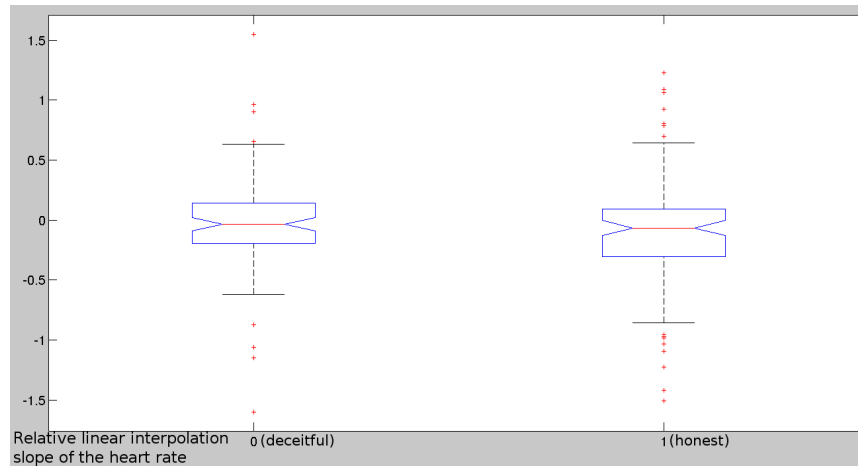 1.5
1
0.5
0
-0.5
-1
-1.5
0 (deceitful)
1 (honest)
Relative linear interpolation
slope of the heart rate